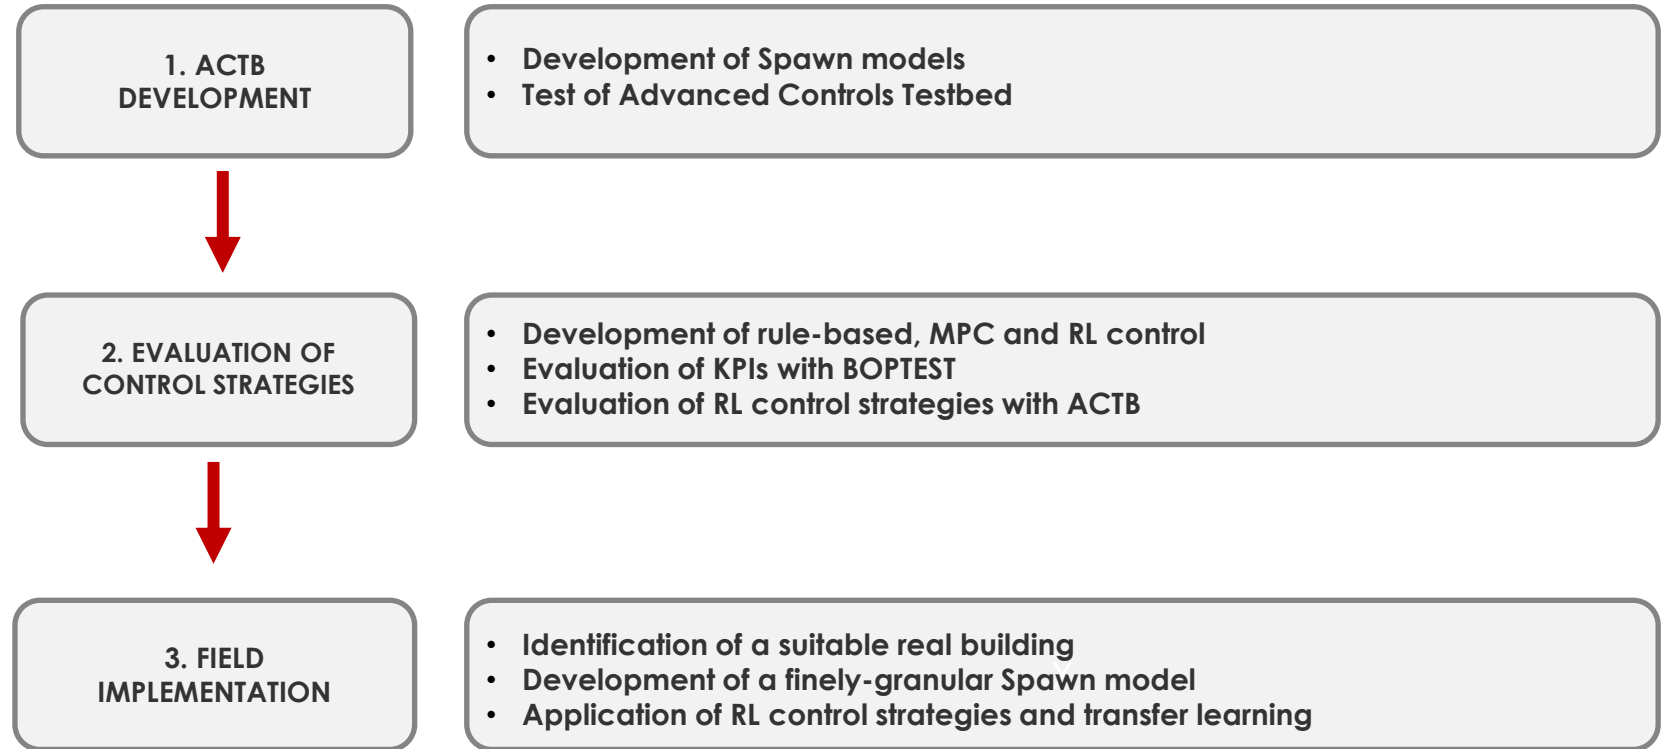 1. ACTB
DEVELOPMENT
• Development of Spawn models
• Test of Advanced Controls Testbed
2. EVALUATION OF
CONTROL STRATEGIES
• Development of rule-based, MPC and RL control
• Evaluation of KPIs with BOPTEST
• Evaluation of RL control strategies with ACTB
3. FIELD
IMPLEMENTATION
• Identification of a suitable real building
• Development of a finely-granular Spawn model
• Application of RL control strategies and transfer learning